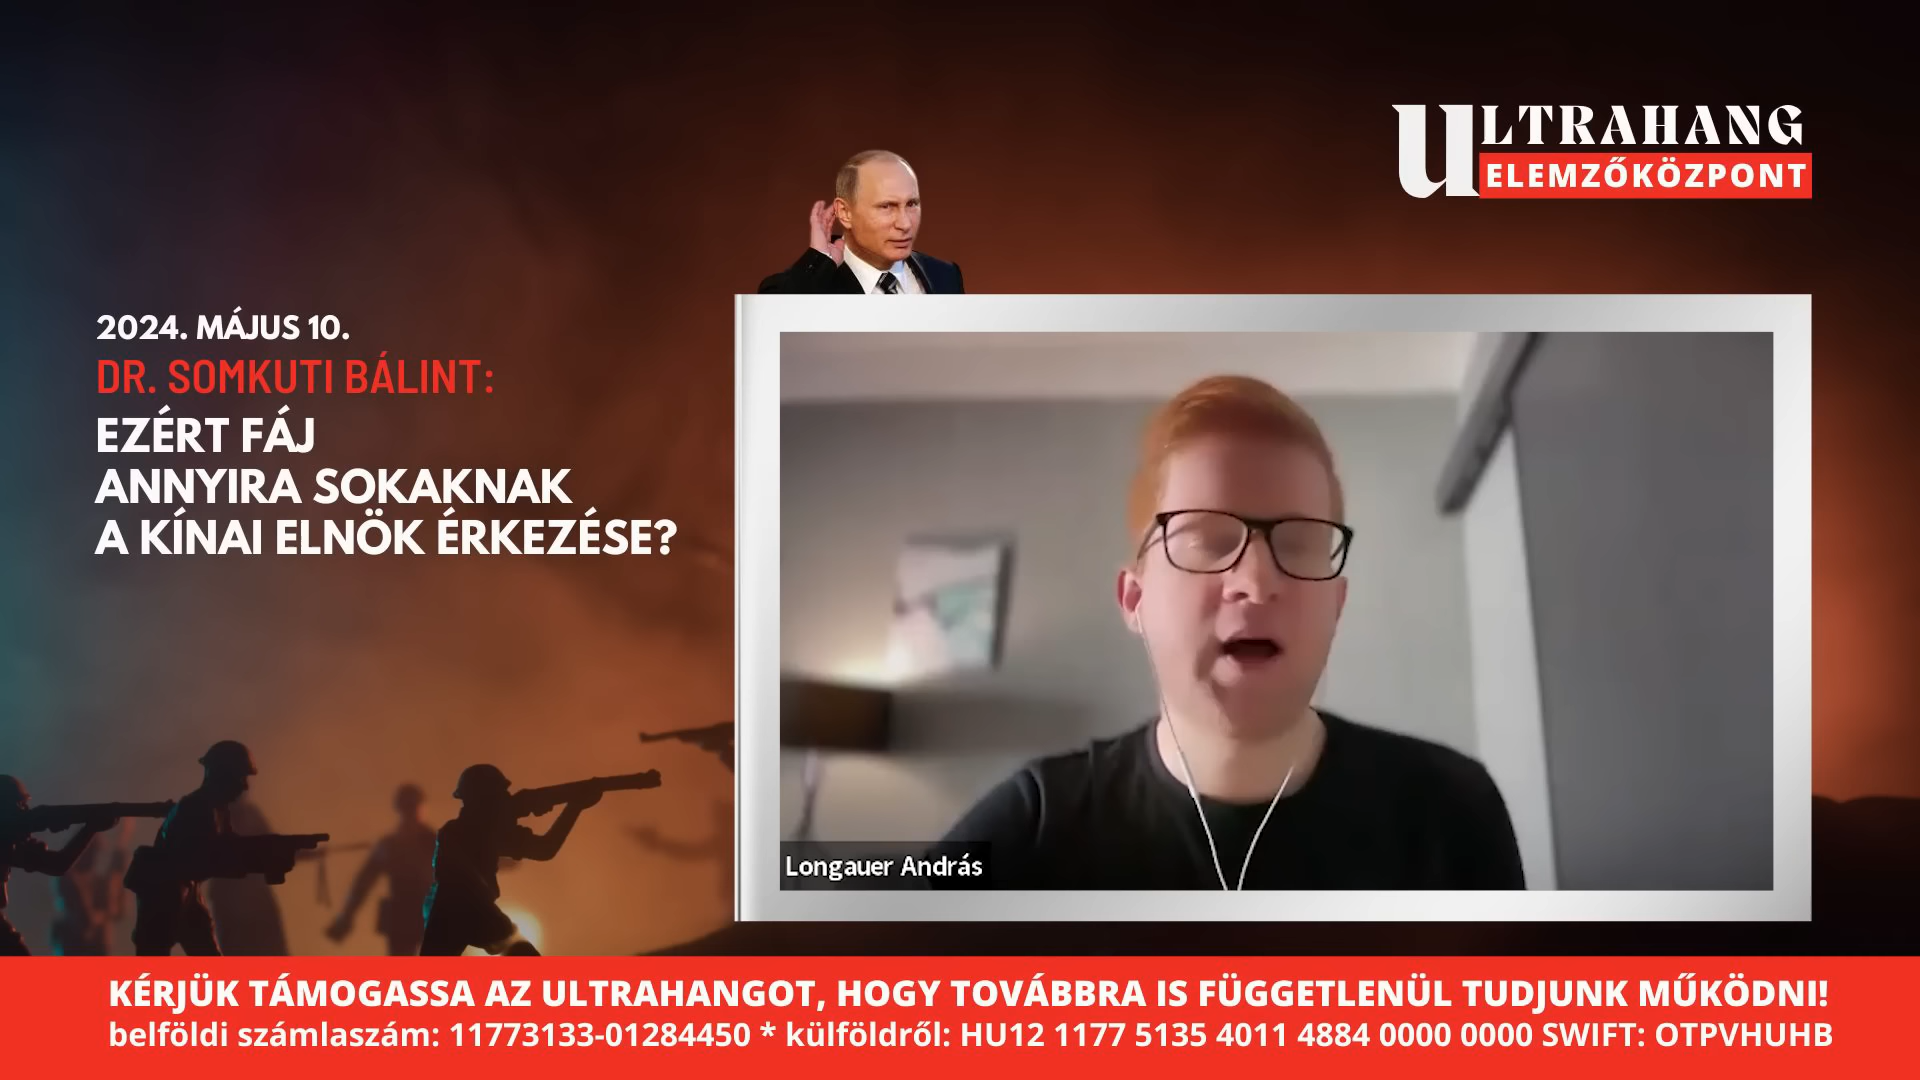 ULTRAHANG
ELEMZŐKÖZPONT
2024. MÁJUS 10.
DR. SOMKUTI BÁLINT:
EZÉRT FÁJ
ANNYIRA SOKAKNAK
A KÍNAI ELNÖK ÉRKEZÉSE?
Longauer András
KÉRJÜK TÁMOGASSA AZ ULTRAHANGOT, HOGY TOVÁBBRA IS FÜGGETLENÜL TUDJUNK MŰKÖDNI!
belföldi számlaszám: 11773133-01284450 * külföldről: HU12 1177 5135 4011 4884 0000 0000 SWIFT: OTPVHUHB